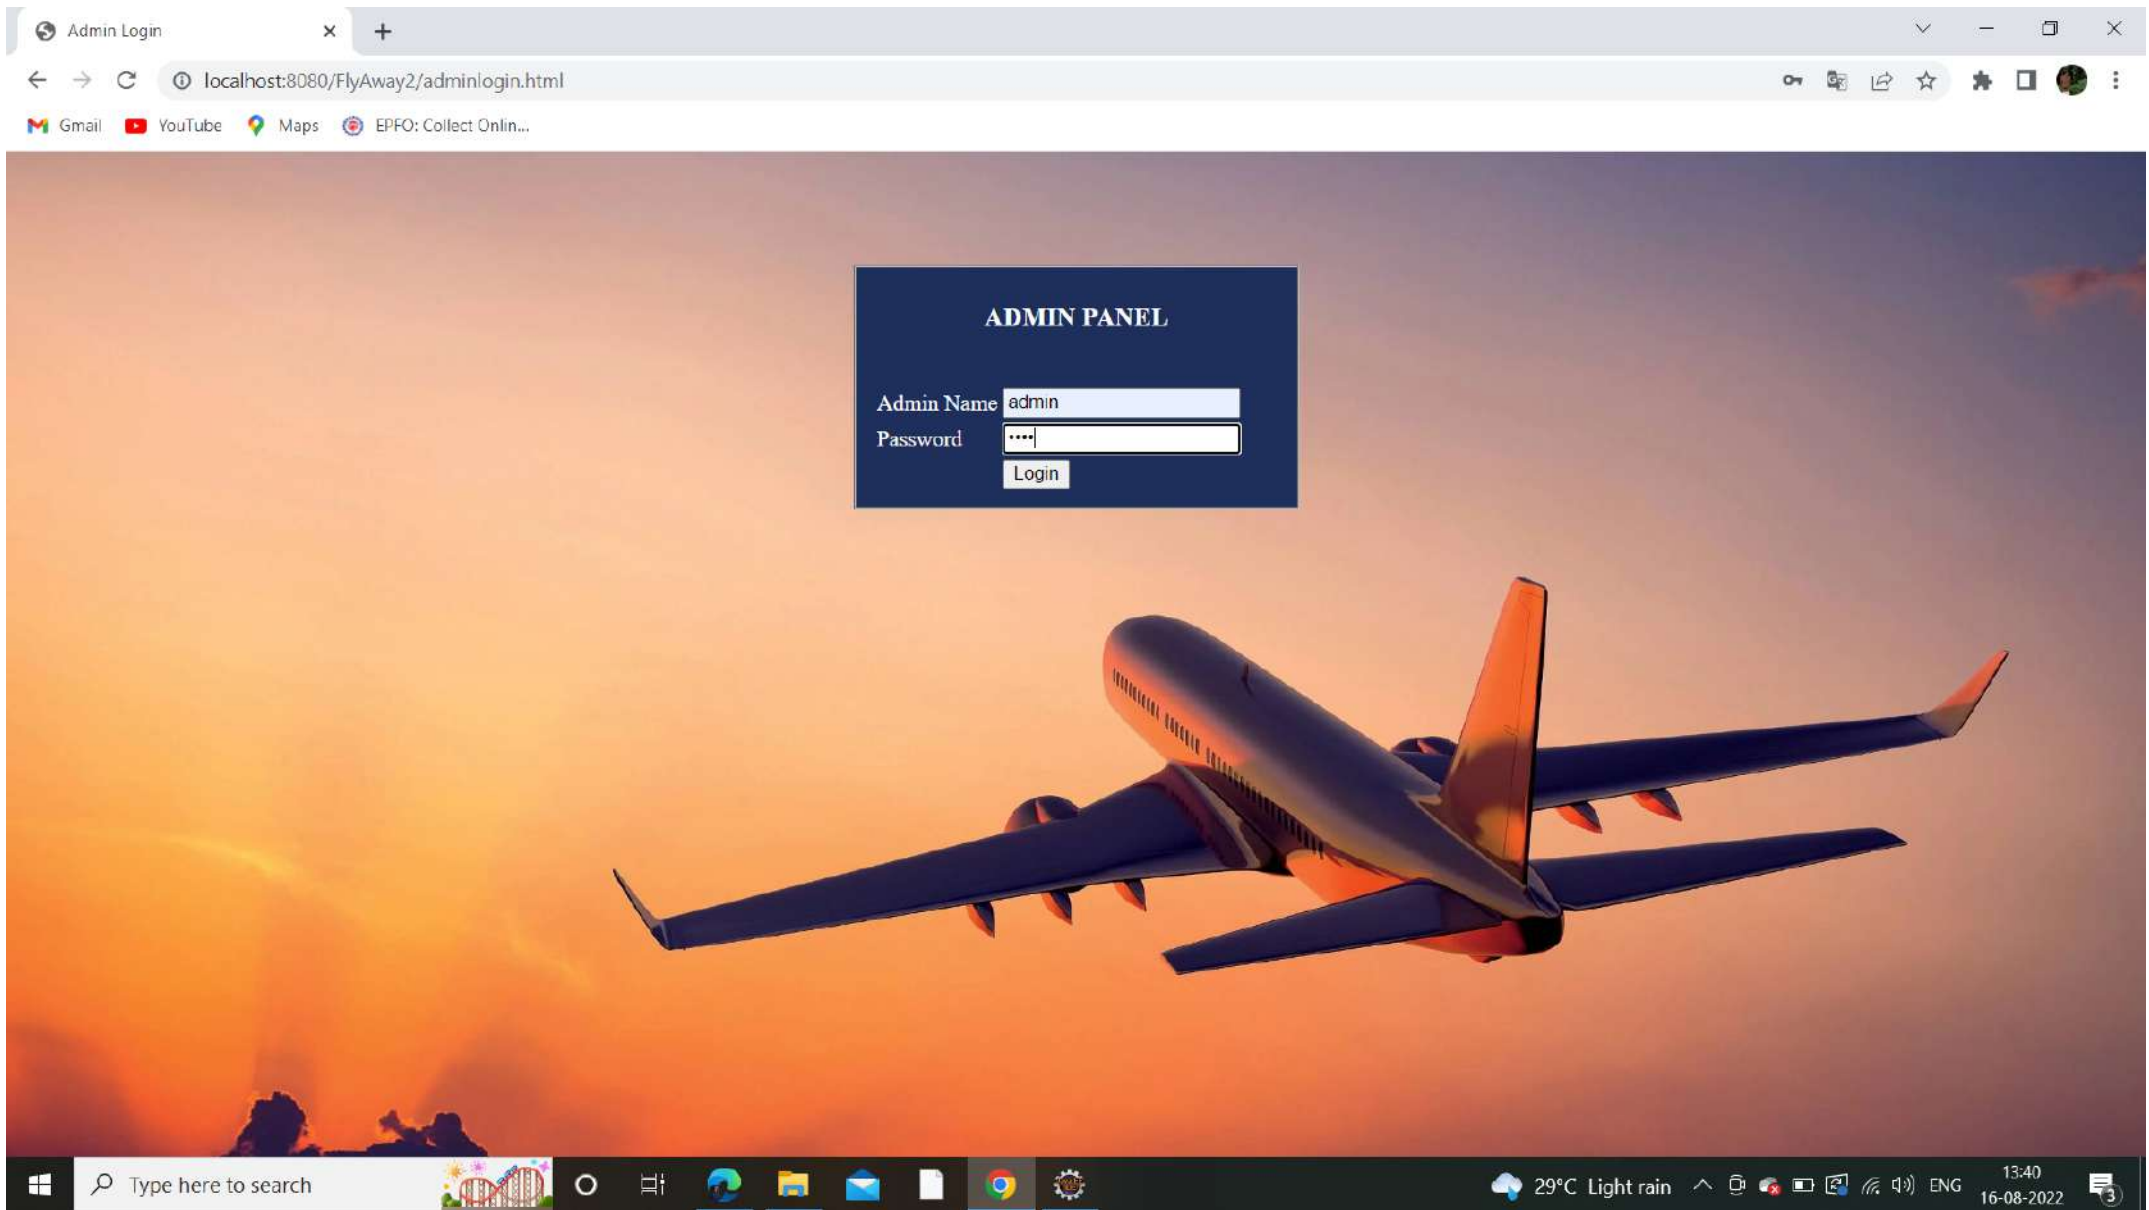 Admin Login
localhost:8080/FlyAway2/adminlogin.html
Gmail YouTube Maps EPFO: Collect Onlin...
ADMIN PANEL
Admin Name admin
Password ••••
Login
Type here to search
29°C Light rain ENG
13:40
16-08-2022
3